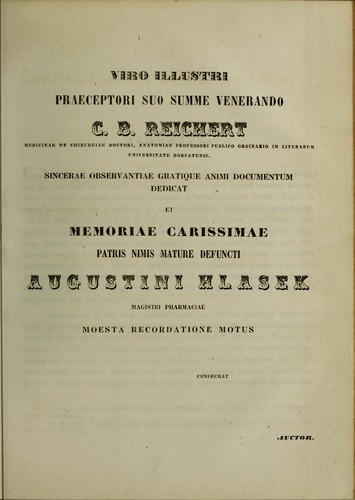 VIRO ILLUSTRI
PRAECEPTORI SUO SUMME VENERANDO
C. B. REICHERT
MEDICINAE ET CHIRURGIAE DOCTORI, ANATOMIAE PROFESSORI PUBLICO ORDINARIO IN LITERARUM
UNIVERSITATE DORPATENSI.
SINCERAE OBSERVANTIAE GRATIQUE ANIMI DOCUMENTUM
DEDICAT
ET
MEMORIAE CARISSIMAE
PATRIS NIMIS MATURE DEFUNCTI
AUGUSTINI HLASEK
MAGISTRI PHARMACIAE
MOESTA RECORDATIONE MOTUS
CONSECRAT
AUCTOR.